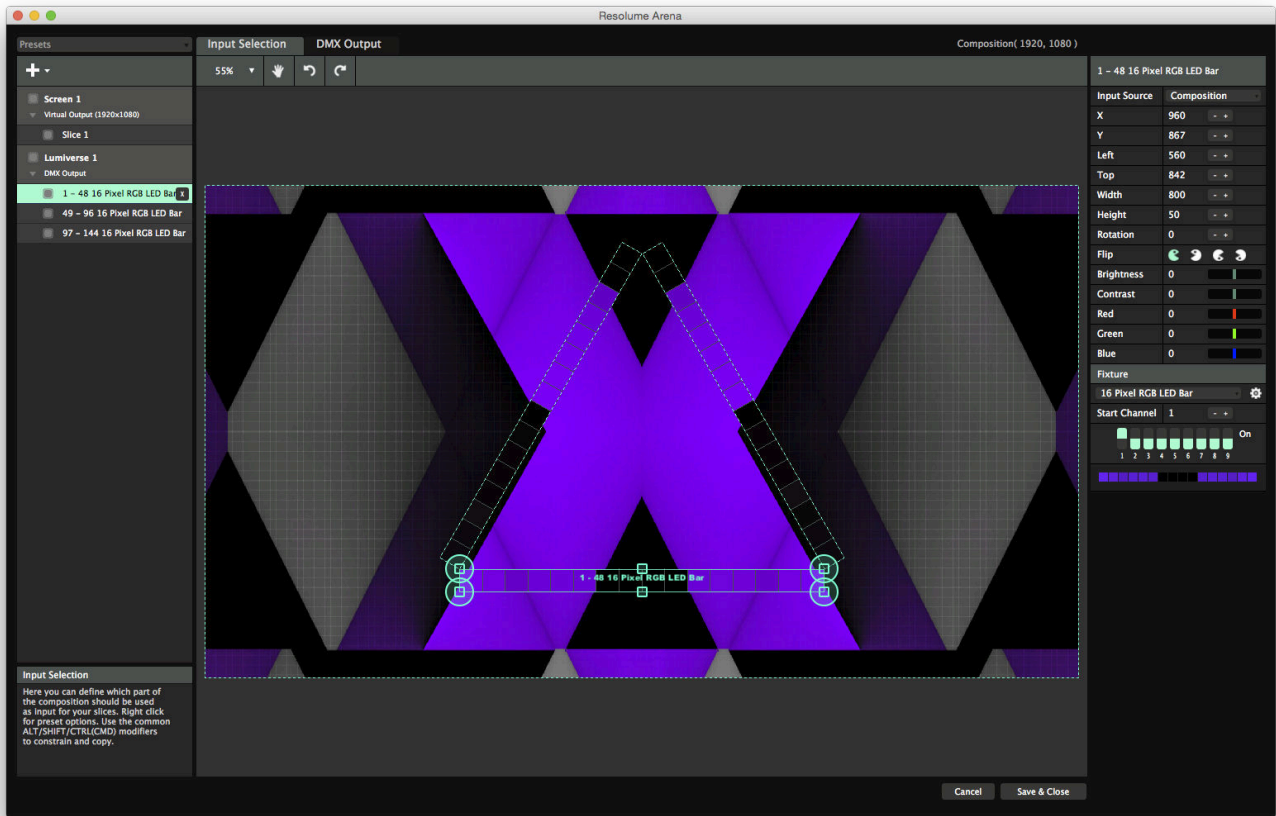 Resolume Arena
Presets
Input Selection
DMX Output
Composition( 1920, 1080 )
55%
1 - 48 16 Pixel RGB LED Bar
Screen 1
Virtual Output (1920x1080)
Slice 1
Lumiverse 1
DMX Output
1 - 48 16 Pixel RGB LED Bar x
49 - 96 16 Pixel RGB LED Bar
97 - 144 16 Pixel RGB LED Bar
1 - 48 16 Pixel RGB LED Bar
Input Source Composition
X 960 - +
Y 867 - +
Left 560 - +
Top 842 - +
Width 800 - +
Height 50 - +
Rotation 0 - +
Flip
Brightness 0
Contrast 0
Red 0
Green 0
Blue 0
Fixture
16 Pixel RGB LED Bar
Start Channel 1 - +
On
1 2 3 4 5 6 7 8 9
Input Selection
Here you can define which part of
the composition should be used
as input for your slices. Right click
for preset options. Use the common
ALT/SHIFT/CTRL(CMD) modifiers
to constrain and copy.
Cancel
Save & Close